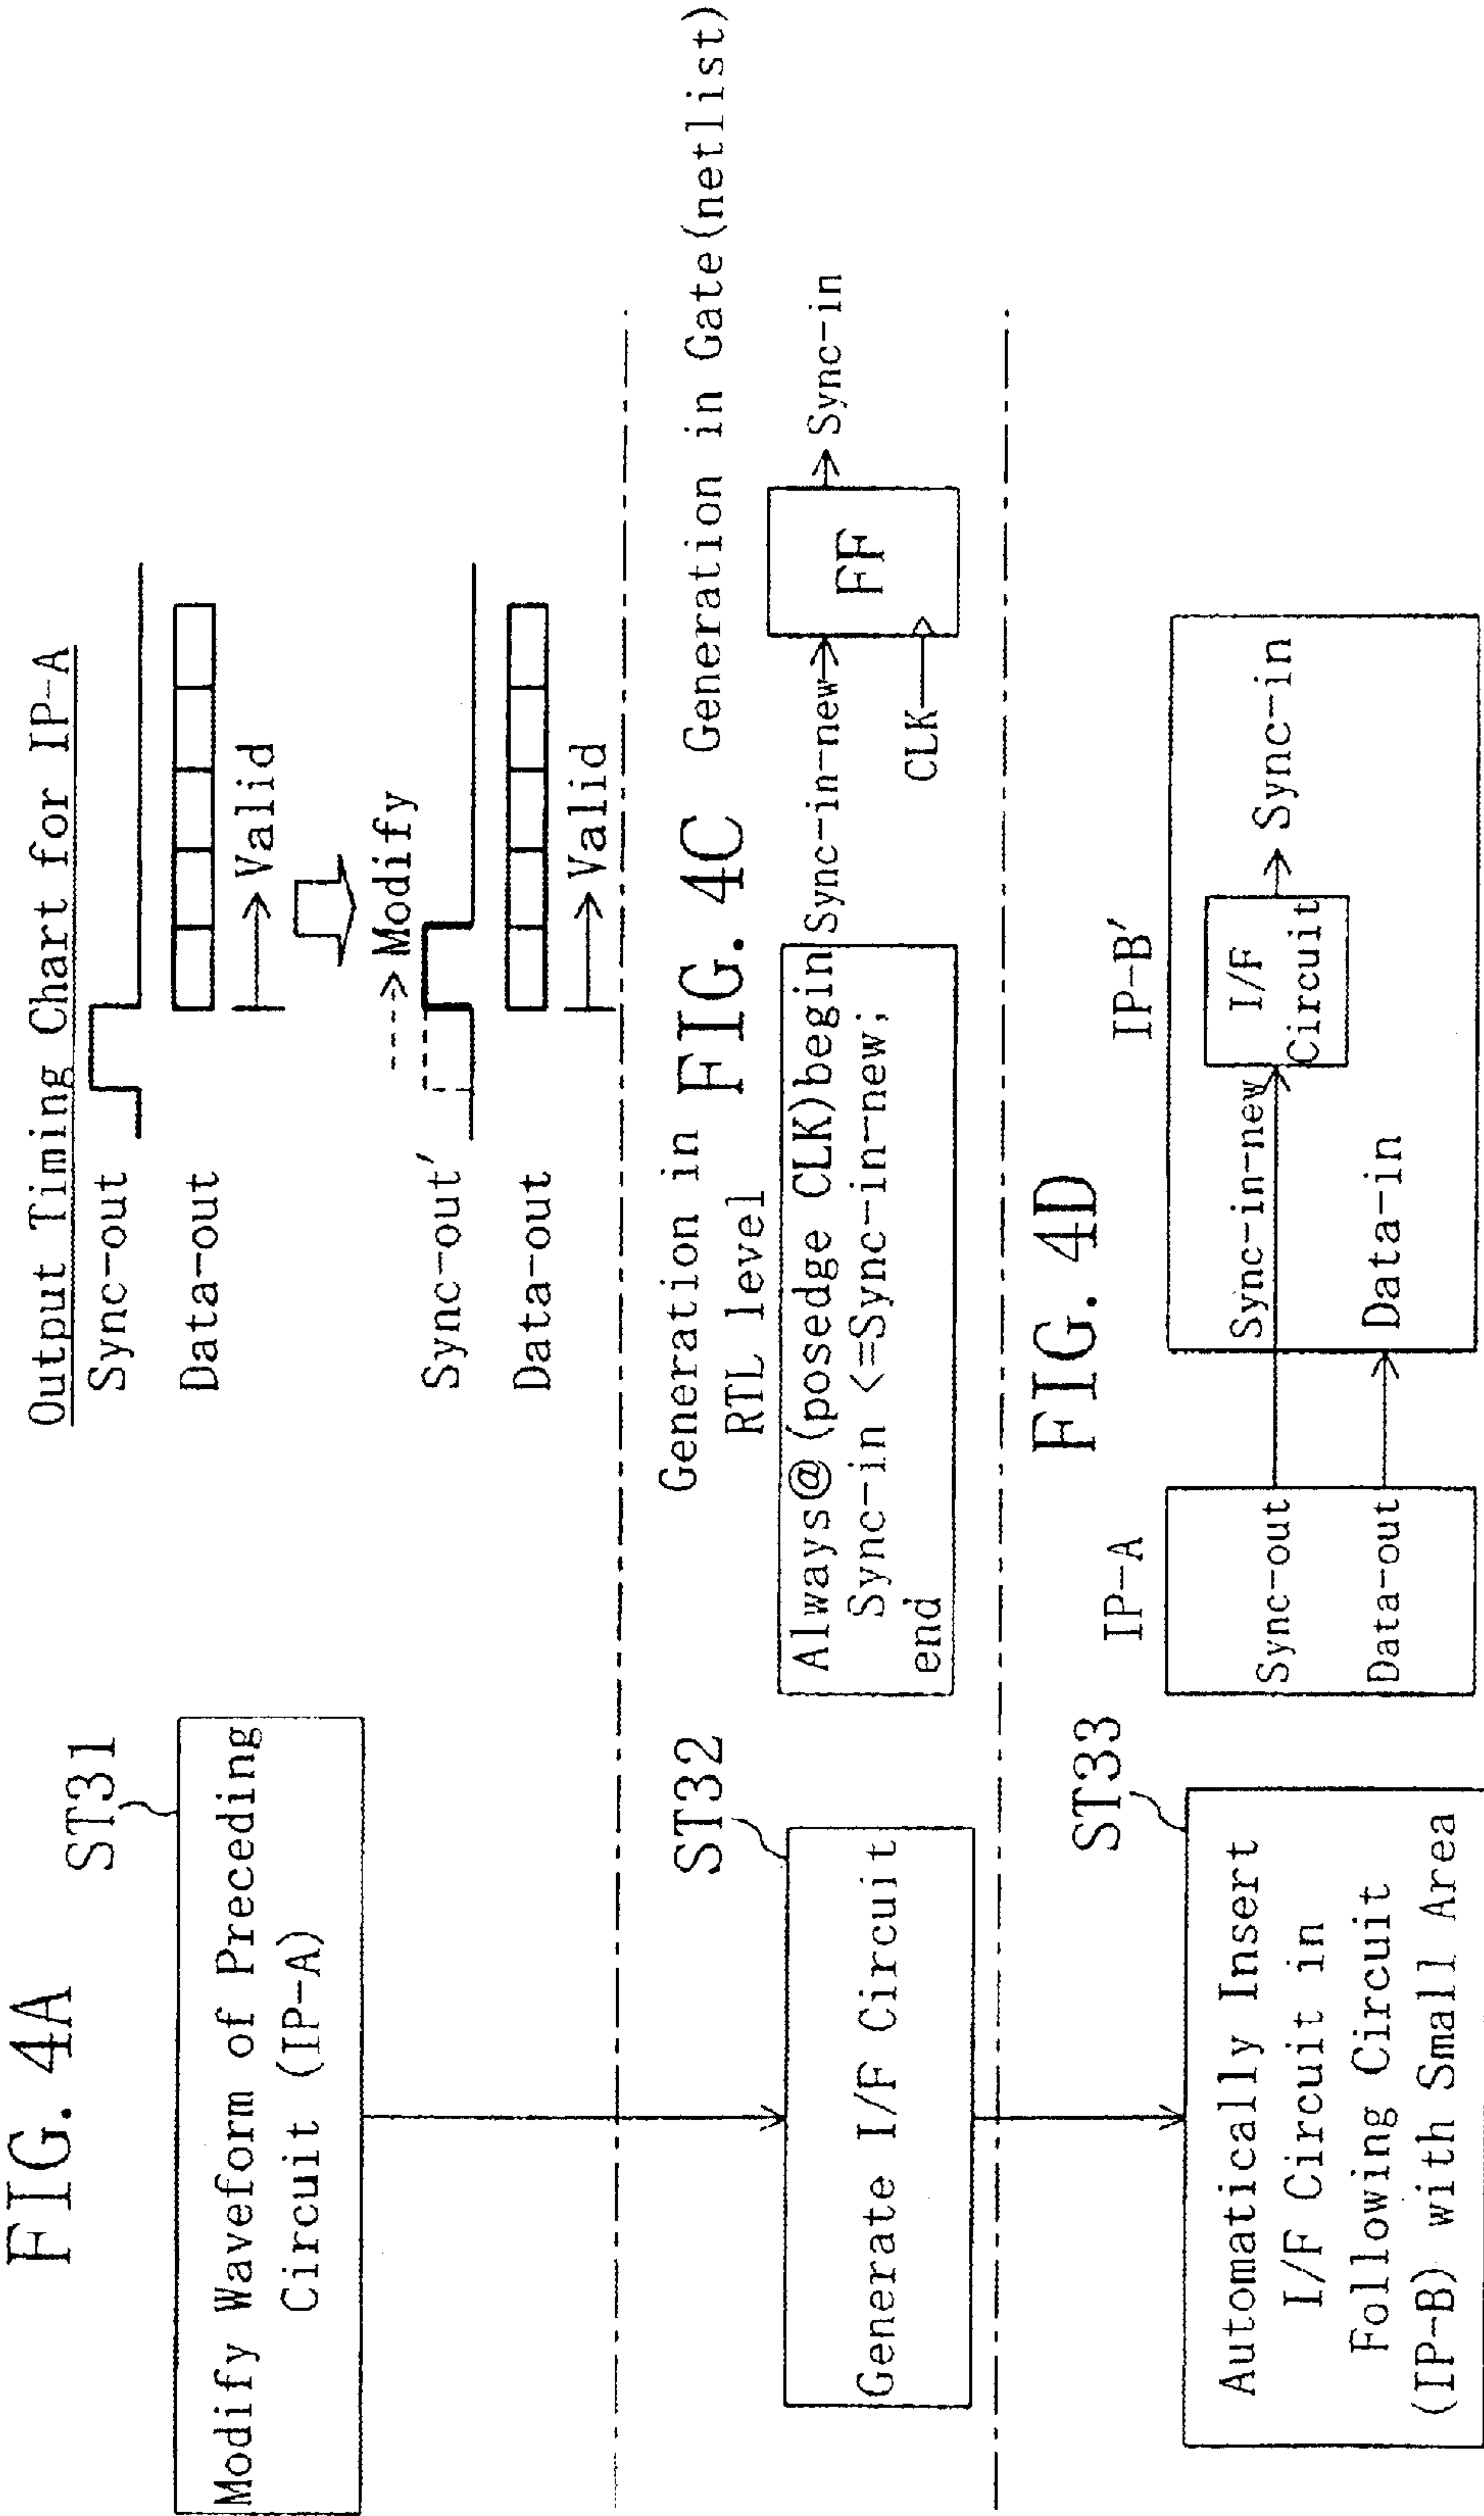 FIG. 4A
ST31
Modify Waveform of Preceding
Circuit (IP-A)
Output Timing Chart for IP-A
Sync-out
Data-out
Valid
Modify
Sync-out'
Data-out
Valid
ST32
Generate I/F Circuit
Generation in
RTL level
Always@(posedge CLK)begin
Sync-in <=Sync-in-new;
end
FIG. 4C
Generation in Gate(netlist)
Sync-in-new
CLK
FF
Sync-in
ST33
Automatically Insert
I/F Circuit in
Following Circuit
(IP-B) with Small Area
FIG. 4D
IP-A
Sync-out
Data-out
IP-B'
Sync-in-new
I/F
Circuit
Sync-in
Data-in